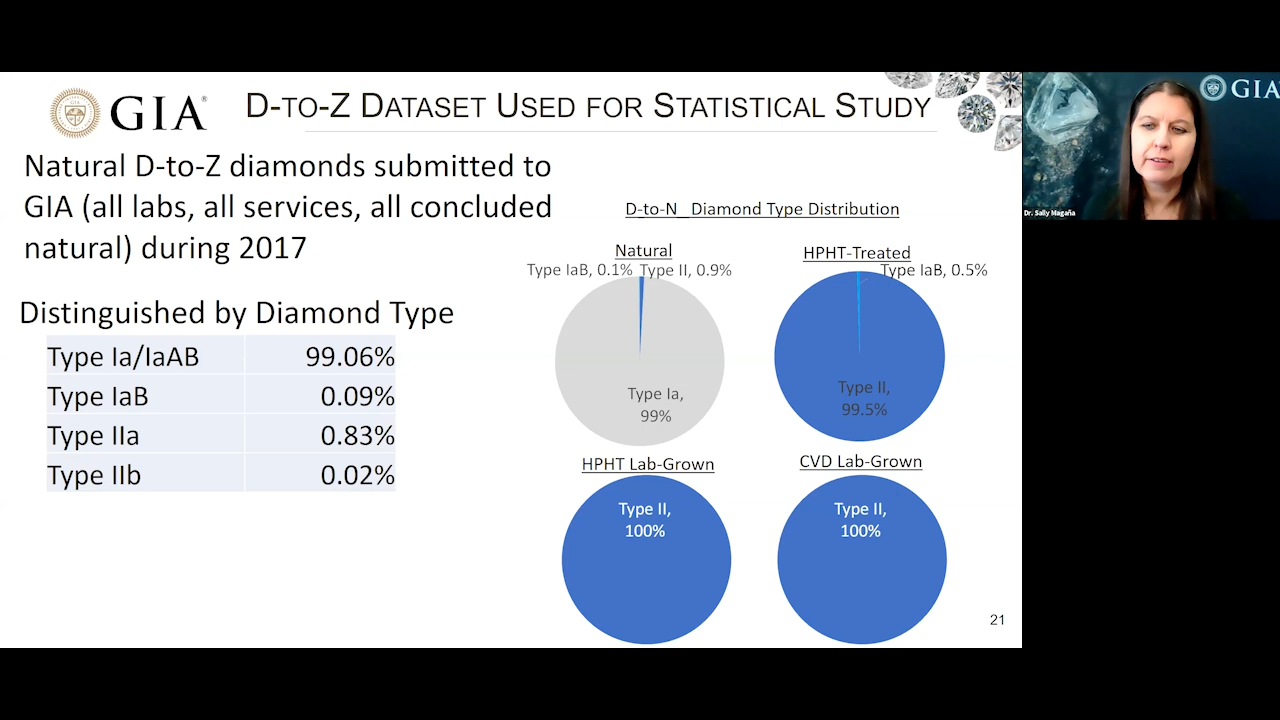 GIA®
D-TO-Z DATASET USED FOR STATISTICAL STUDY
Natural D-to-Z diamonds submitted to
GIA (all labs, all services, all concluded
natural) during 2017
Distinguished by Diamond Type
Type Ia/IaAB 99.06%
Type IaB 0.09%
Type IIa 0.83%
Type IIb 0.02%
D-to-N_Diamond Type Distribution
Natural
Type IaB, 0.1% Type II, 0.9%
Type Ia,
99%
HPHT-Treated
Type IaB, 0.5%
Type II,
99.5%
HPHT Lab-Grown
Type II,
100%
CVD Lab-Grown
Type II,
100%
21
GIA
Dr. Sally Magaña